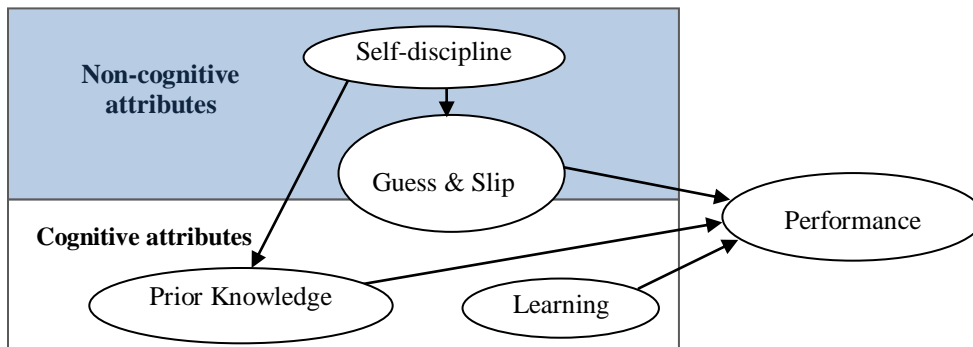 Self-discipline
Non-cognitive
attributes
Guess & Slip
Performance
Cognitive attributes
Prior Knowledge
Learning